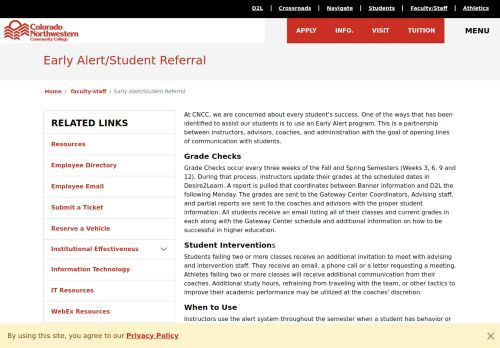 D2L | Crossroads | Navigate | Students | Faculty/Staff | Athletics
Colorado
Northwestern
Community College
APPLY INFO. VISIT TUITION MENU
Early Alert/Student Referral
Home / faculty-staff / Early Alert/Student Referral
RELATED LINKS
Resources
Employee Directory
Employee Email
Submit a Ticket
Reserve a Vehicle
Institutional Effectiveness
Information Technology
IT Resources
WebEx Resources
At CNCC, we are concerned about every student's success. One of the ways that has been
identified to assist our students is to use an Early Alert program. This is a partnership
between instructors, advisors, coaches, and administration with the goal of opening lines
of communication with students.
Grade Checks
Grade Checks occur every three weeks of the Fall and Spring Semesters (Weeks 3, 6, 9 and
12). During that process, instructors update their grades at the scheduled dates in
Desire2Learn. A report is pulled that coordinates between Banner information and D2L the
following Monday. The grades are sent to the Gateway Center Coordinators, Advising staff,
and partial reports are sent to the coaches and advisors with the proper student
information. All students receive an email listing all of their classes and current grades in
each along with the Gateway Center schedule and additional information on how to be
successful in higher education.
Student Interventions
Students failing two or more classes receive an additional invitation to meet with advising
and intervention staff. They receive an email, a phone call or a letter requesting a meeting.
Athletes failing two or more classes will receive additional communication from their
coaches. Additional study hours, refraining from traveling with the team, or other tactics to
improve their academic performance may be utilized at the coaches' discretion.
When to Use
Instructors use the alert system throughout the semester when a student has behavior or
By using this site, you agree to our Privacy Policy